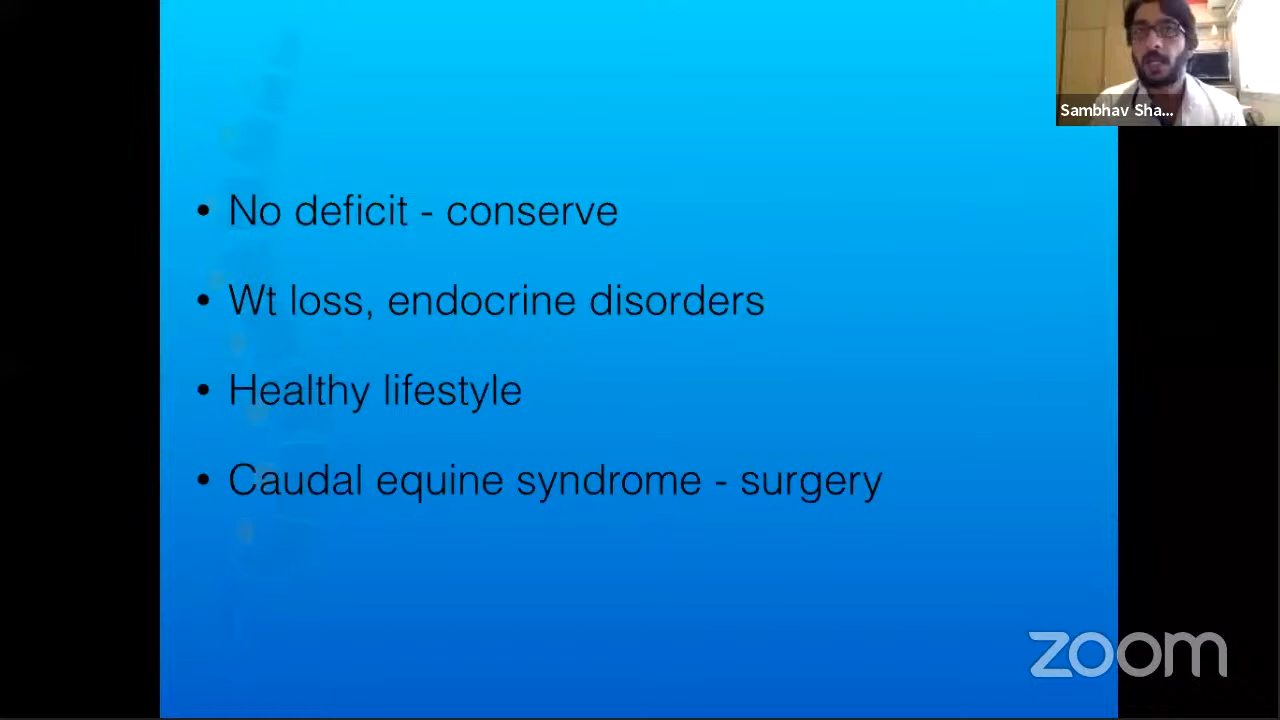 Sambhav Sha...
• No deficit - conserve
• Wt loss, endocrine disorders
• Healthy lifestyle
• Caudal equine syndrome - surgery
zoom